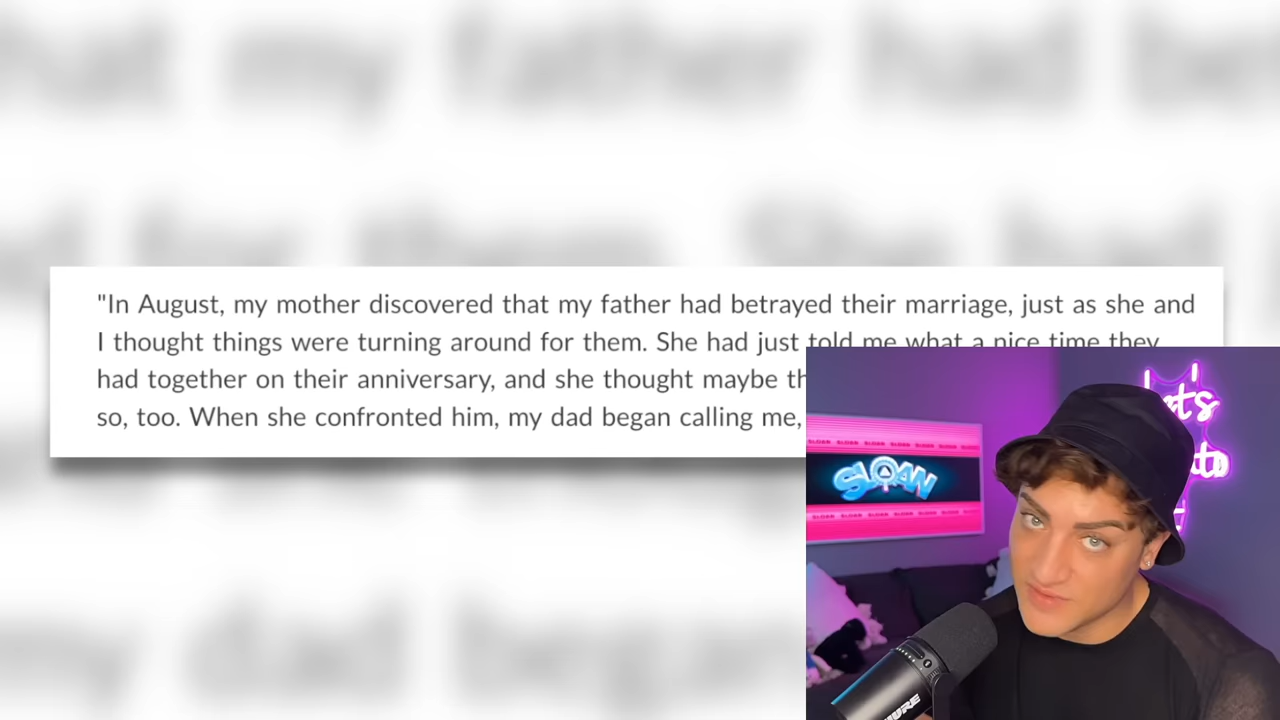 "In August, my mother discovered that my father had betrayed their marriage, just as she and
I thought things were turning around for them. She had just told me what a nice time they
had together on their anniversary, and she thought maybe
so, too. When she confronted him, my dad began calling me,
SLOAN